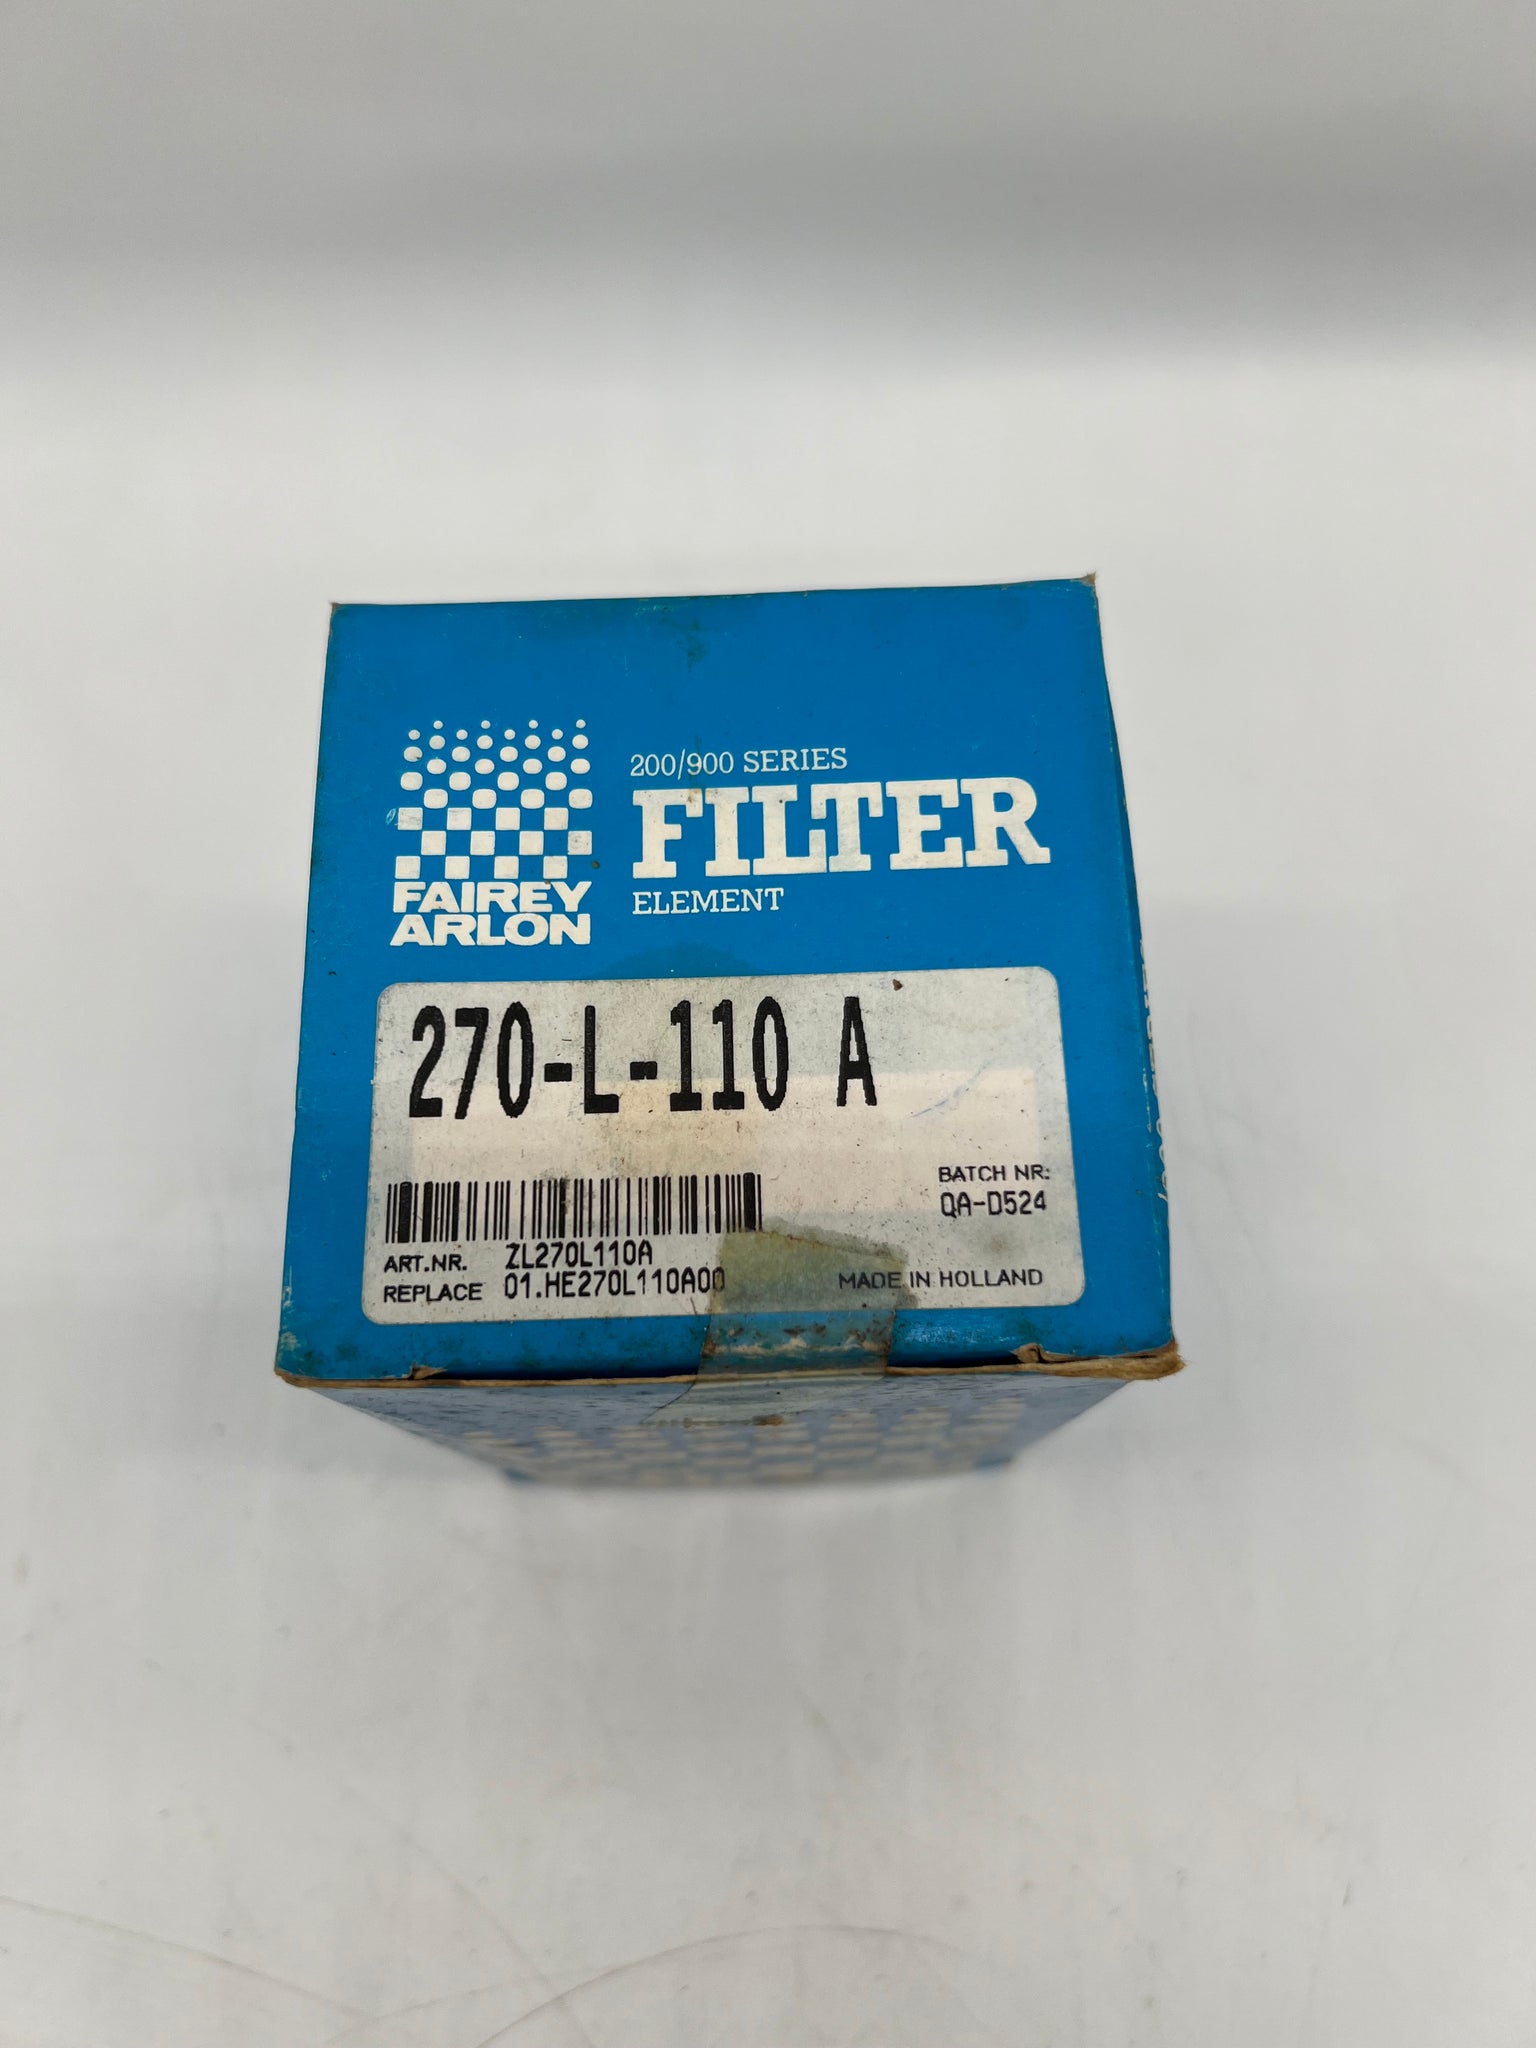 200/900 SERIES
FILTER
ELEMENT
FAIREY
ARLON
270-L-110 A
BATCH NR:
QA-D524
ART.NR. ZL270L110A
REPLACE 01.HE270L110A00
MADE IN HOLLAND